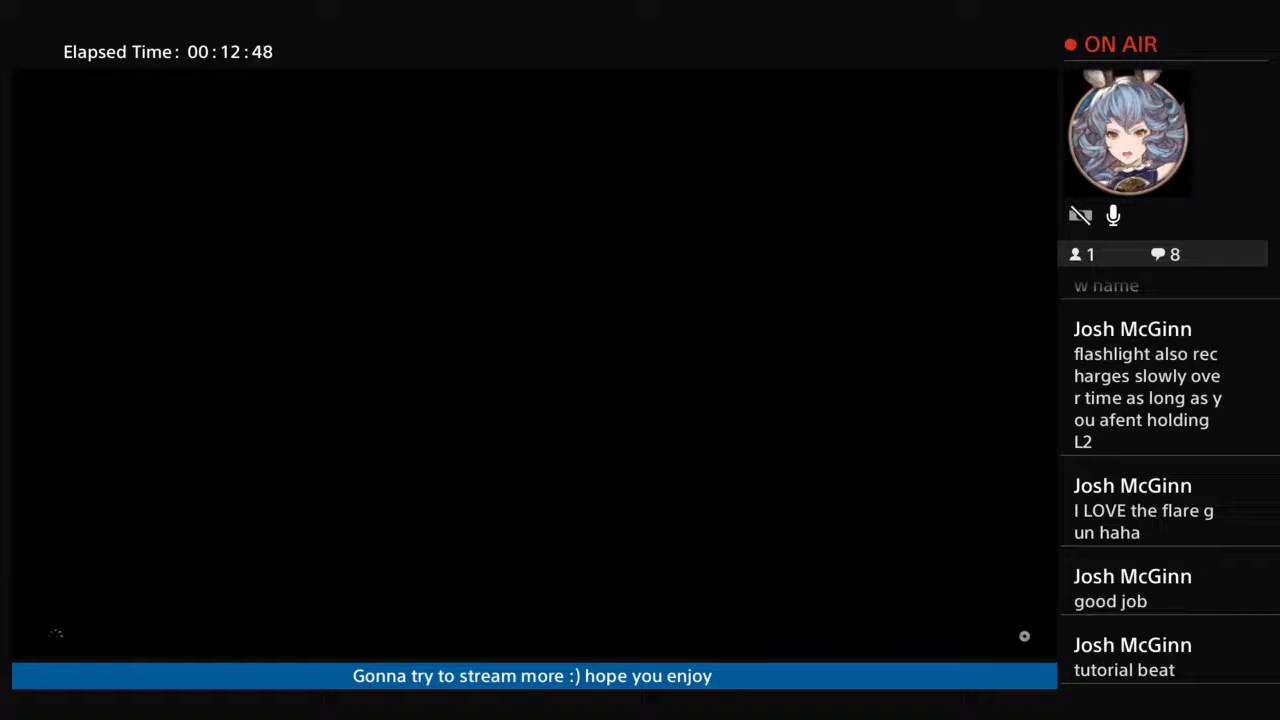 Elapsed Time: 00:12:48
ON AIR
1 8
w name
Josh McGinn
flashlight also rec
harges slowly ove
r time as long as y
ou afent holding
L2
Josh McGinn
I LOVE the flare g
un haha
Josh McGinn
good job
Josh McGinn
tutorial beat
Gonna try to stream more :) hope you enjoy